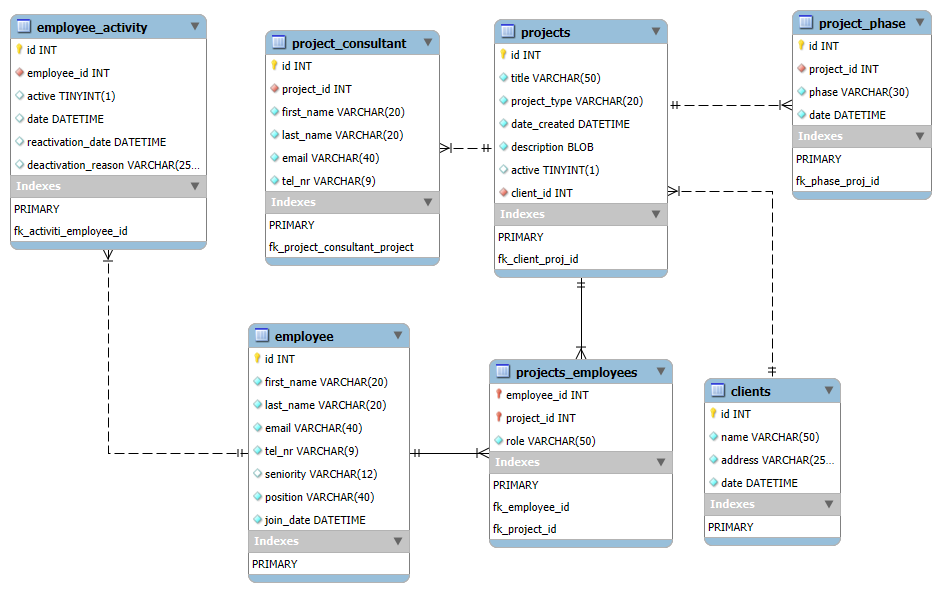 employee_activity
id INT
employee_id INT
active TINYINT(1)
date DATETIME
reactivation_date DATETIME
deactivation_reason VARCHAR(25...
Indexes
PRIMARY
fk_activiti_employee_id
project_consultant
id INT
project_id INT
first_name VARCHAR(20)
last_name VARCHAR(20)
email VARCHAR(40)
tel_nr VARCHAR(9)
Indexes
PRIMARY
fk_project_consultant_project
projects
id INT
title VARCHAR(50)
project_type VARCHAR(20)
date_created DATETIME
description BLOB
active TINYINT(1)
client_id INT
Indexes
PRIMARY
fk_client_proj_id
project_phase
id INT
project_id INT
phase VARCHAR(30)
date DATETIME
Indexes
PRIMARY
fk_phase_proj_id
employee
id INT
first_name VARCHAR(20)
last_name VARCHAR(20)
email VARCHAR(40)
tel_nr VARCHAR(9)
seniority VARCHAR(12)
position VARCHAR(40)
join_date DATETIME
Indexes
PRIMARY
projects_employees
employee_id INT
project_id INT
role VARCHAR(50)
Indexes
PRIMARY
fk_employee_id
fk_project_id
clients
id INT
name VARCHAR(50)
address VARCHAR(25...
date DATETIME
Indexes
PRIMARY